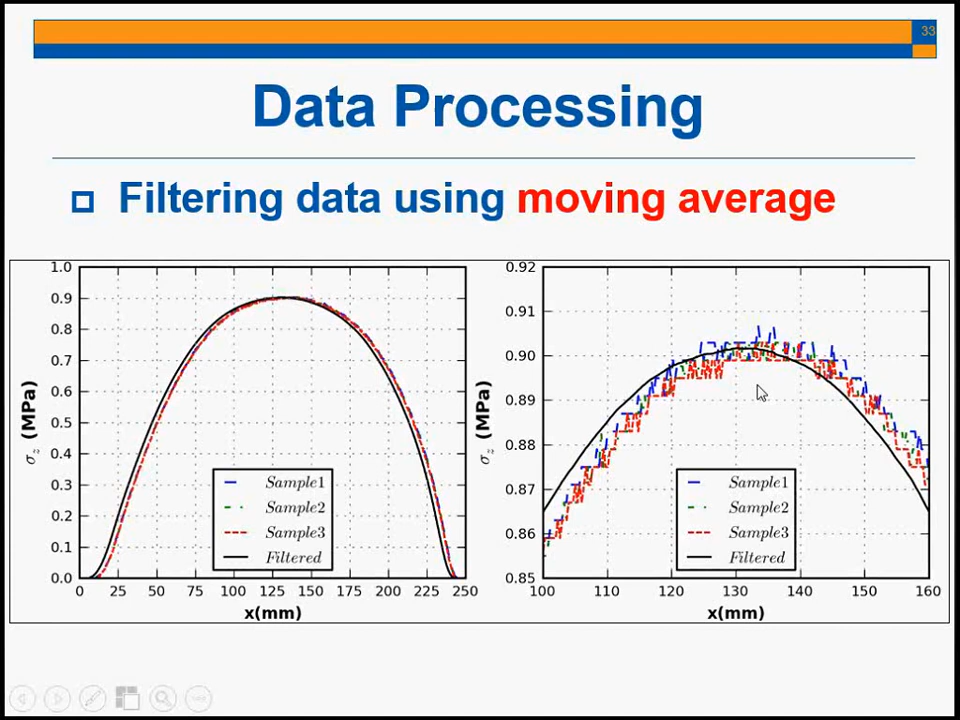 33
Data Processing
Filtering data using moving average
1.0
0.9
0.8
0.7
0.6
0.5
0.4
0.3
0.2
0.1
0.0
σz (MPa)
0 25 50 75 100 125 150 175 200 225 250
x(mm)
Sample1
Sample2
Sample3
Filtered
0.92
0.91
0.90
0.89
0.88
0.87
0.86
0.85
σz (MPa)
100 110 120 130 140 150 160
x(mm)
Sample1
Sample2
Sample3
Filtered